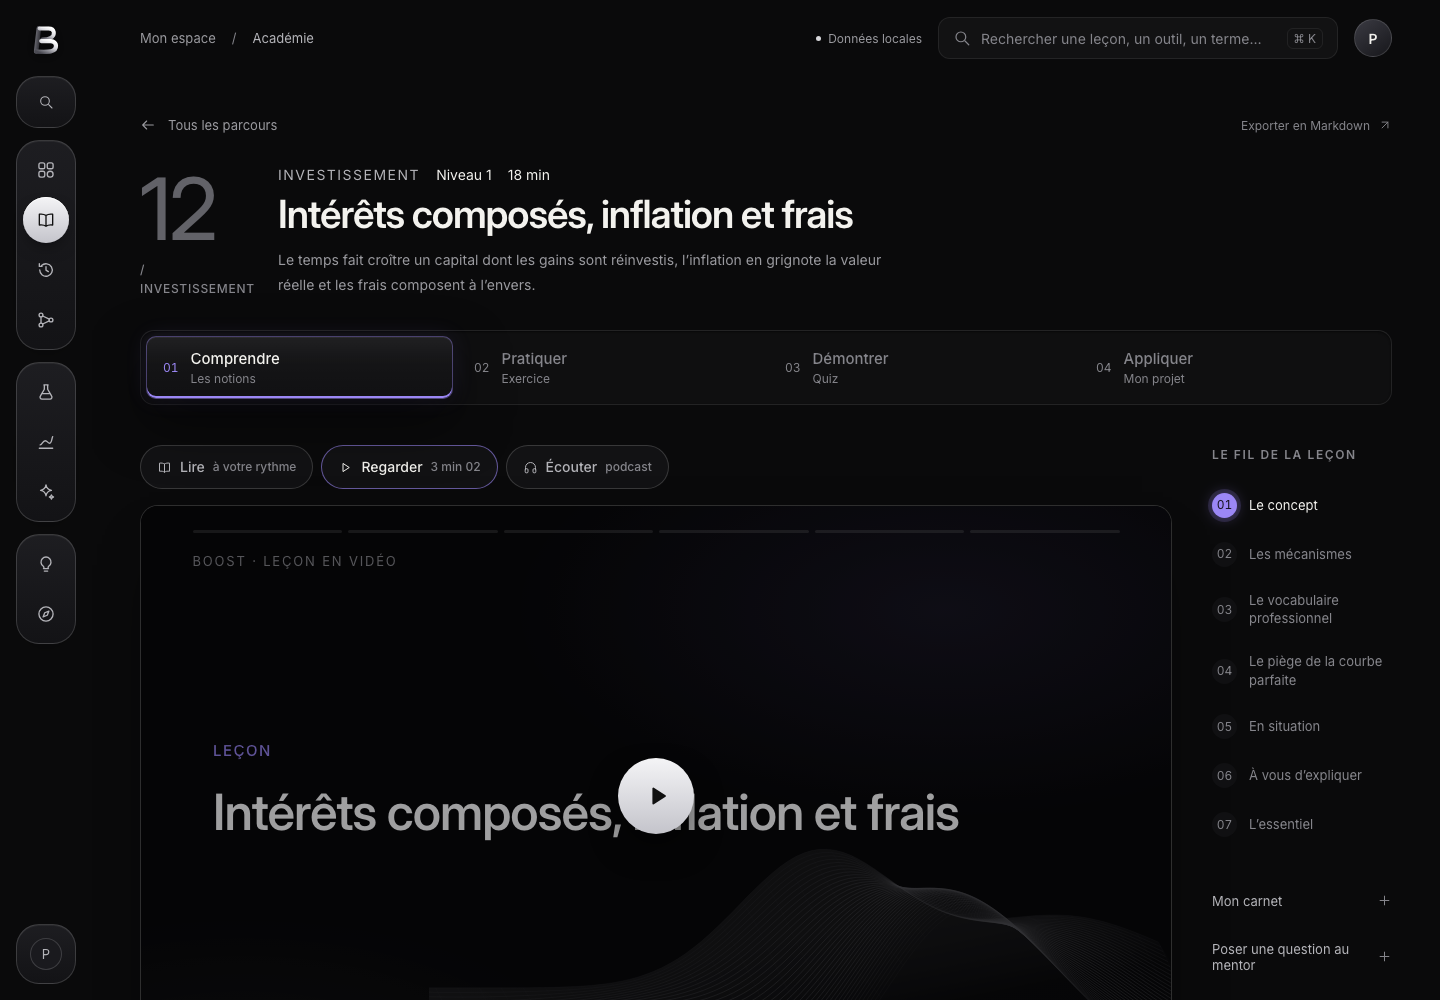 B
Mon espace / Académie
Données locales
Rechercher une leçon, un outil, un terme...
⌘ K
P
Tous les parcours
Exporter en Markdown
12
/
INVESTISSEMENT
INVESTISSEMENT Niveau 1 18 min
Intérêts composés, inflation et frais
Le temps fait croître un capital dont les gains sont réinvestis, l’inflation en grignote la valeur
réelle et les frais composent à l’envers.
01 Comprendre
Les notions
02 Pratiquer
Exercice
03 Démontrer
Quiz
04 Appliquer
Mon projet
Lire à votre rythme
Regarder 3 min 02
Écouter podcast
BOOST · LEÇON EN VIDÉO
LEÇON
Intérêts composés, lation et frais
LE FIL DE LA LEÇON
01 Le concept
02 Les mécanismes
03 Le vocabulaire
professionnel
04 Le piège de la courbe
parfaite
05 En situation
06 À vous d’expliquer
07 L’essentiel
Mon carnet
Poser une question au
mentor
P